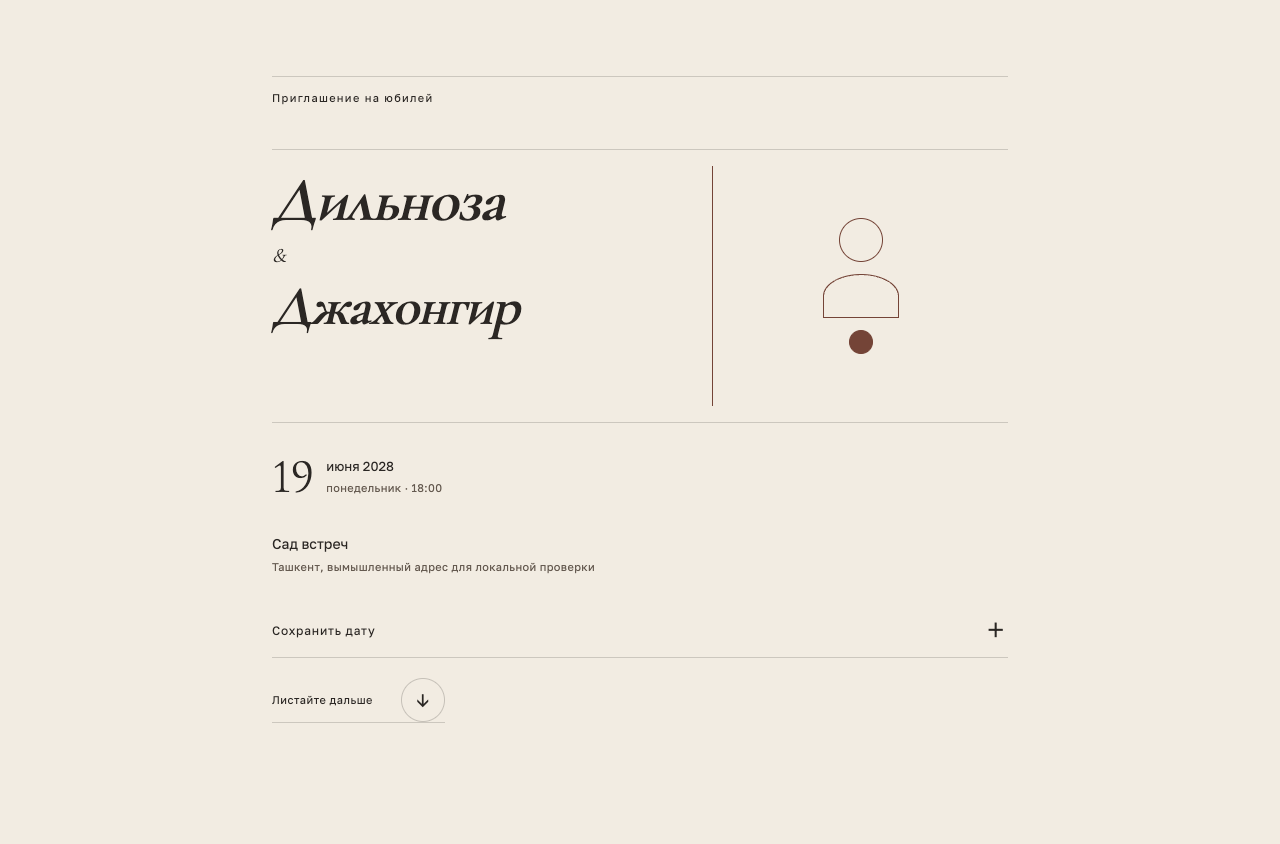 Приглашение на юбилей
Дильноза
&
Джахонгир
19
июня 2028
понедельник · 18:00
Сад встреч
Ташкент, вымышленный адрес для локальной проверки
Сохранить дату
Листайте дальше